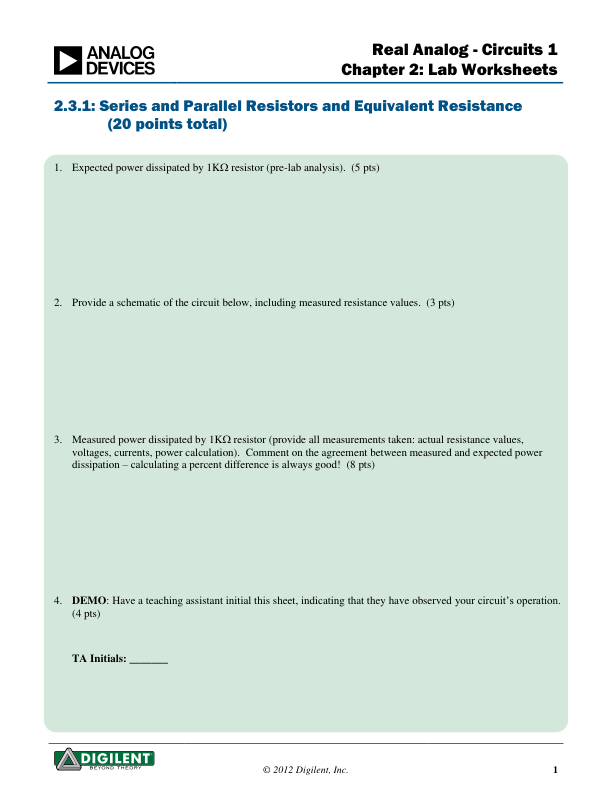 ANALOG
DEVICES
Real Analog - Circuits 1
Chapter 2: Lab Worksheets
2.3.1: Series and Parallel Resistors and Equivalent Resistance
(20 points total)
1. Expected power dissipated by 1KΩ resistor (pre-lab analysis). (5 pts)
2. Provide a schematic of the circuit below, including measured resistance values. (3 pts)
3. Measured power dissipated by 1KΩ resistor (provide all measurements taken: actual resistance values,
voltages, currents, power calculation). Comment on the agreement between measured and expected power
dissipation – calculating a percent difference is always good! (8 pts)
4. DEMO: Have a teaching assistant initial this sheet, indicating that they have observed your circuit’s operation.
(4 pts)
TA Initials: _______
DIGILENT
BEYOND THEORY
© 2012 Digilent, Inc.
1